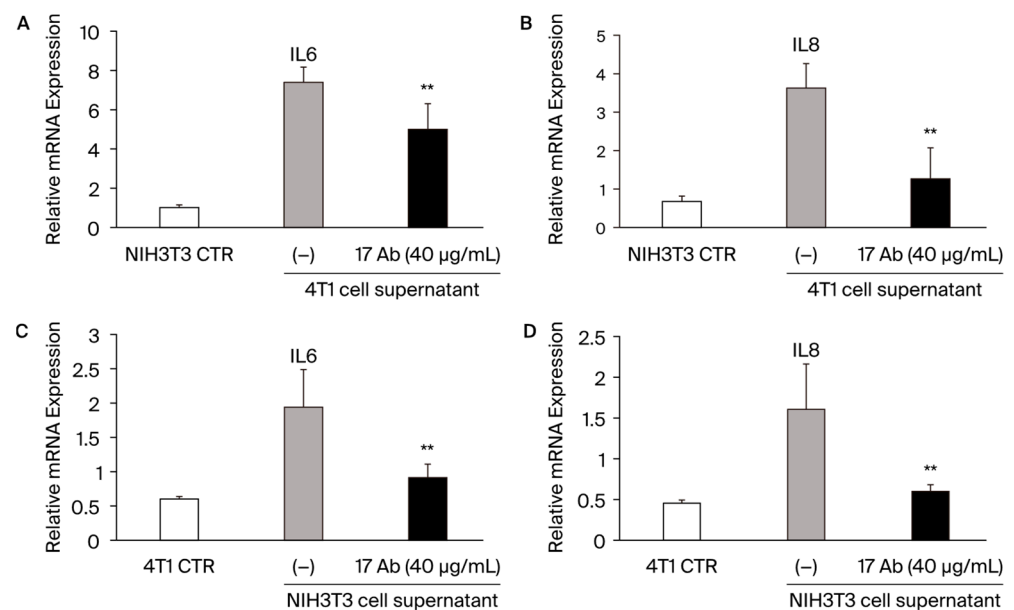 A
Relative mRNA Expression
10
8
6
4
2
0
IL6
**
NIH3T3 CTR
(–)
17 Ab (40 µg/mL)
4T1 cell supernatant
B
Relative mRNA Expression
5
4
3
2
1
0
IL8
**
NIH3T3 CTR
(–)
17 Ab (40 µg/mL)
4T1 cell supernatant
C
Relative mRNA Expression
3
2.5
2
1.5
1
0.5
0
IL6
**
4T1 CTR
(–)
17 Ab (40 µg/mL)
NIH3T3 cell supernatant
D
Relative mRNA Expression
2.5
2
1.5
1
0.5
0
IL8
**
4T1 CTR
(–)
17 Ab (40 µg/mL)
NIH3T3 cell supernatant